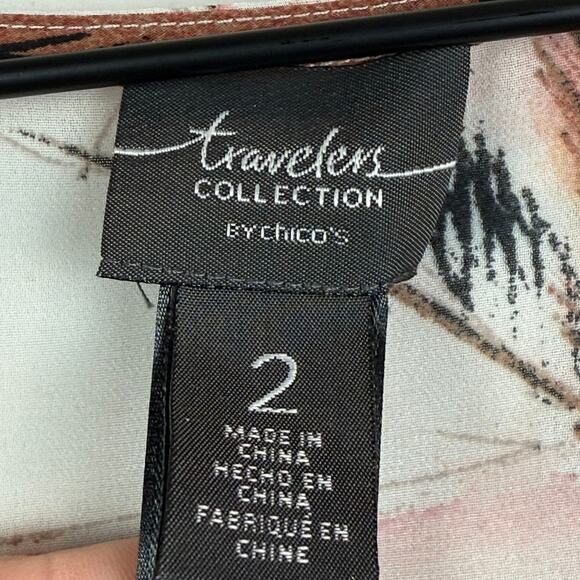 travelers
COLLECTION
BY CHICO'S
2
MADE IN
CHINA
HECHO EN
CHINA
FABRIQUÉ EN
CHINE